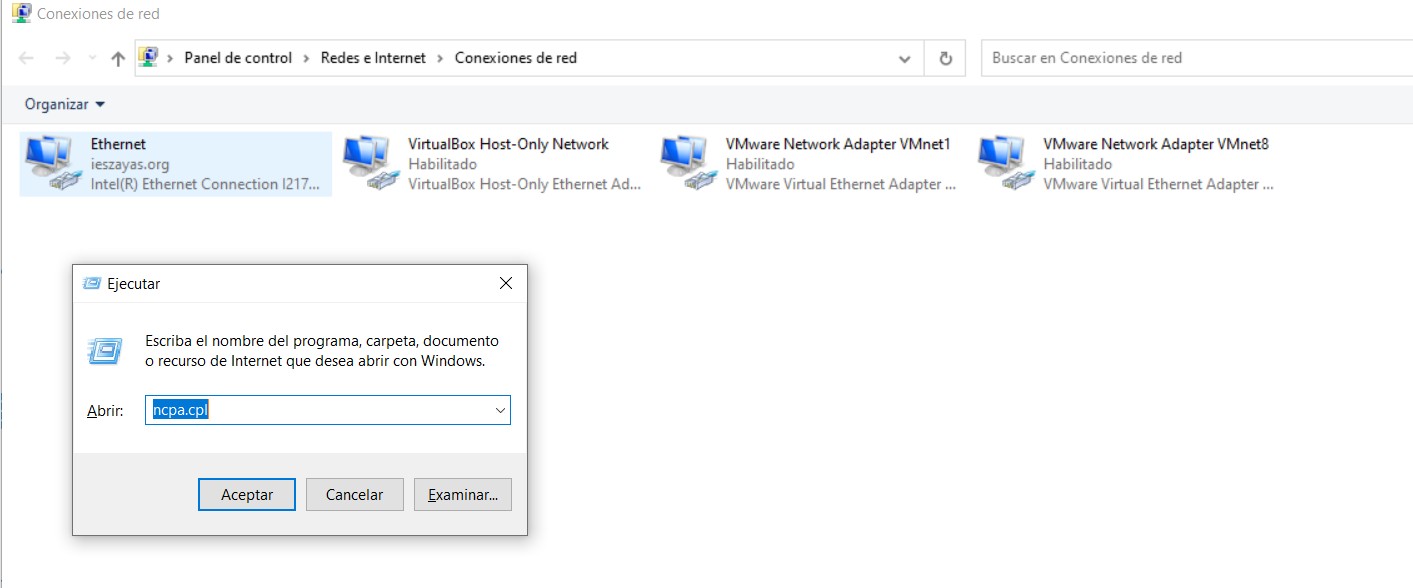 Conexiones de red
Panel de control > Redes e Internet > Conexiones de red
Buscar en Conexiones de red
Organizar
Ethernet
ieszayas.org
Intel(R) Ethernet Connection I217...
VirtualBox Host-Only Network
Habilitado
VirtualBox Host-Only Ethernet Ad...
VMware Network Adapter VMnet1
Habilitado
VMware Virtual Ethernet Adapter ...
VMware Network Adapter VMnet8
Habilitado
VMware Virtual Ethernet Adapter ...
Ejecutar
Escriba el nombre del programa, carpeta, documento
o recurso de Internet que desea abrir con Windows.
Abrir: ncpa.cpl
Aceptar Cancelar Examinar...